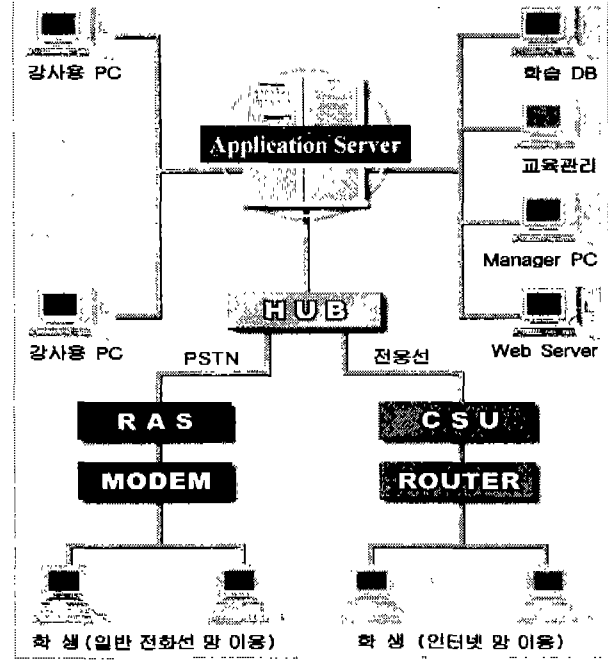 강사용 PC
학습 DB
Application Server
교육관리
Manager PC
HUB
강사용 PC
Web Server
PSTN
전용선
RAS
CSU
MODEM
ROUTER
학 생 (일반 전화선 망 이용)
학 생 (인터넷 망 이용)